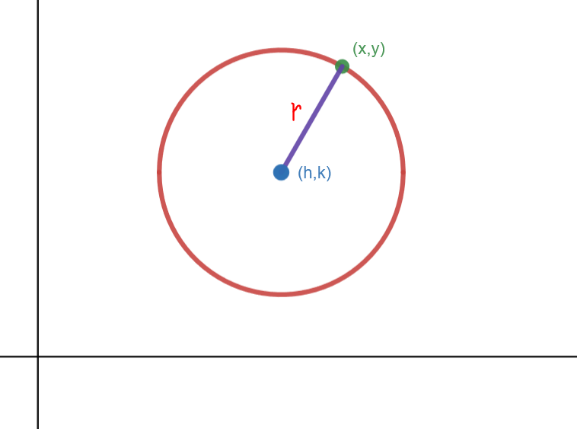 (x,y)
r
(h,k)